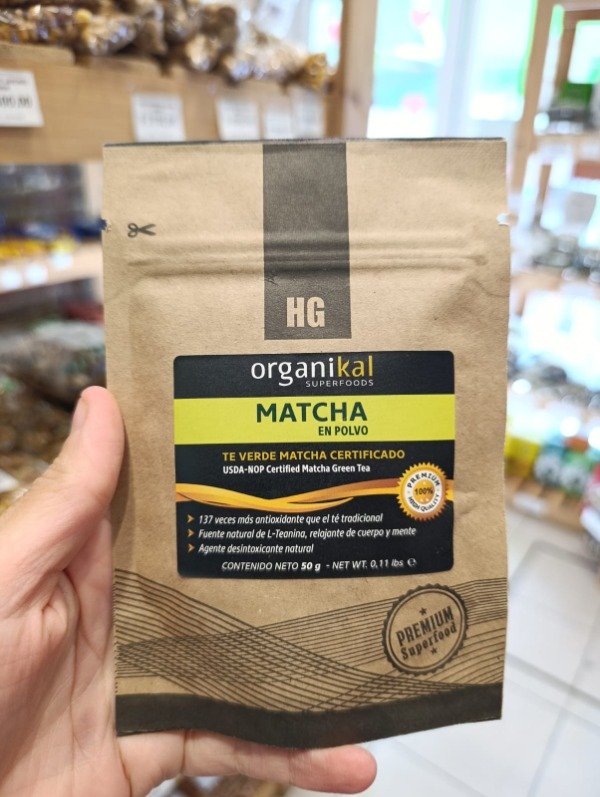 HG
organikal
SUPERFOODS
MATCHA
EN POLVO
TE VERDE MATCHA CERTIFICADO
USDA-NOP Certified Matcha Green Tea
PREMIUM
100%
HIGH QUALITY
137 veces más antioxidante que el té tradicional
Fuente natural de L-Teanina, relajante de cuerpo y mente
Agente desintoxicante natural
CONTENIDO NETO 50 g - NET WT. 0,11 lbs ℮
PREMIUM
Superfood